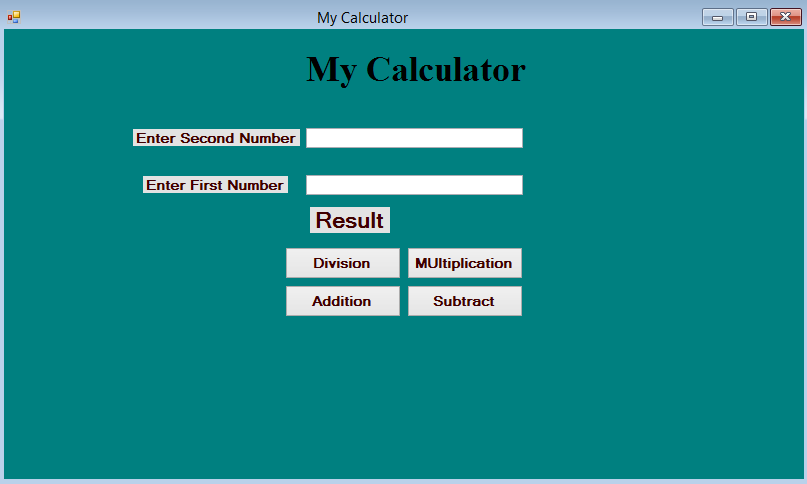 My Calculator
My Calculator
Enter Second Number
Enter First Number
Result
Division MUltiplication
Addition Subtract